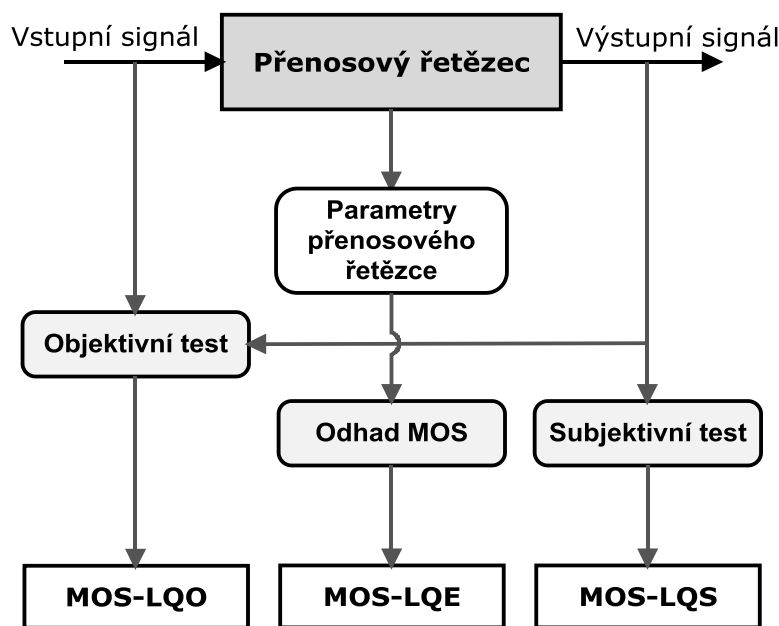 Vstupní signál
Přenosový řetězec
Výstupní signál
Parametry
přenosového
řetězce
Objektivní test
Odhad MOS
Subjektivní test
MOS-LQO
MOS-LQE
MOS-LQS